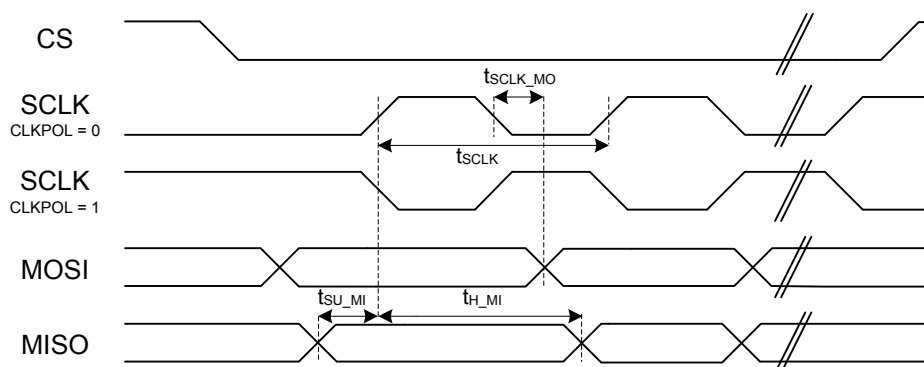 CS
tSCLK_MO
SCLK
CLKPOL = 0
tSCLK
SCLK
CLKPOL = 1
MOSI
tSU_MI
tH_MI
MISO